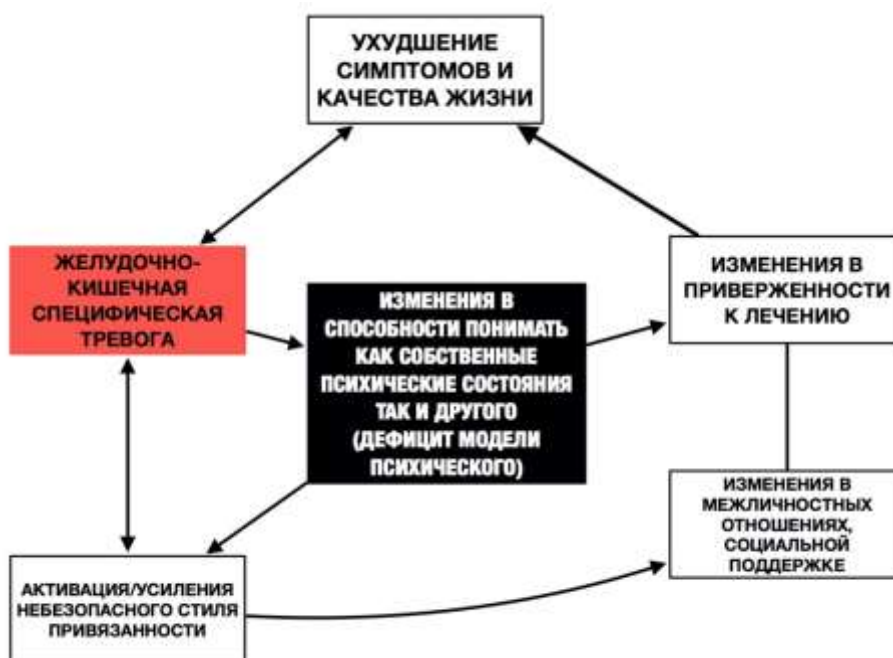 УХУДШЕНИЕ
СИМПТОМОВ И
КАЧЕСТВА ЖИЗНИ
ЖЕЛУДОЧНО-
КИШЕЧНАЯ
СПЕЦИФИЧЕСКАЯ
ТРЕВОГА
ИЗМЕНЕНИЯ В
СПОСОБНОСТИ ПОНИМАТЬ
КАК СОБСТВЕННЫЕ
ПСИХИЧЕСКИЕ СОСТОЯНИЯ
ТАК И ДРУГОГО
(ДЕФИЦИТ МОДЕЛИ
ПСИХИЧЕСКОГО)
ИЗМЕНЕНИЯ В
ПРИВЕРЖЕННОСТИ
К ЛЕЧЕНИЮ
АКТИВАЦИЯ/УСИЛЕНИЯ
НЕБЕЗОПАСНОГО СТИЛЯ
ПРИВЯЗАННОСТИ
ИЗМЕНЕНИЯ В
МЕЖЛИЧНОСТНЫХ
ОТНОШЕНИЯХ,
СОЦИАЛЬНОЙ
ПОДДЕРЖКЕ